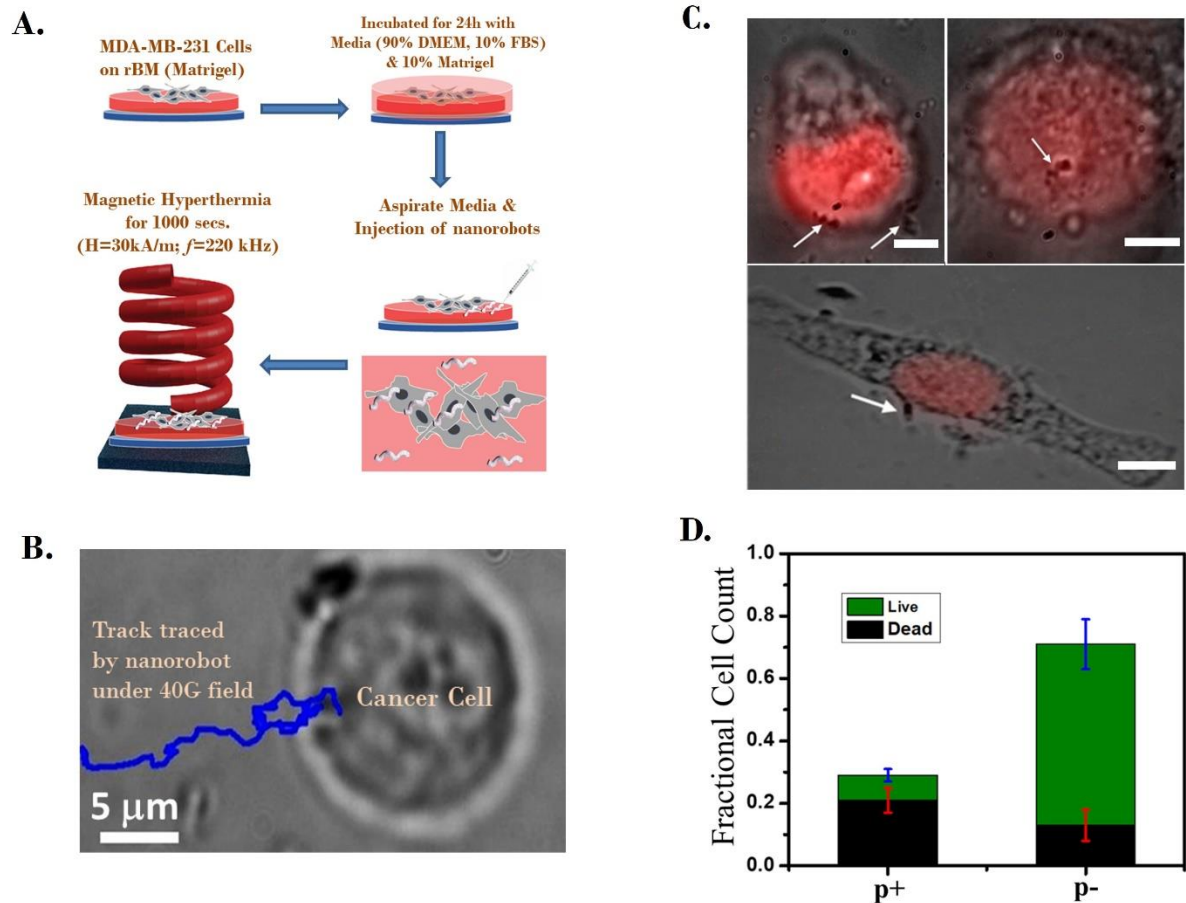 A.
MDA-MB-231 Cells
on rBM (Matrigel)
Incubated for 24h with
Media (90% DMEM, 10% FBS)
& 10% Matrigel
Aspirate Media &
Injection of nanorobots
Magnetic Hyperthermia
for 1000 secs.
(H=30kA/m; f=220 kHz)
B.
Track traced
by nanorobot
under 40G field
Cancer Cell
5 µm
C.
D.
Fractional Cell Count
1.0
0.8
0.6
0.4
0.2
0.0
Live
Dead
p+
p-